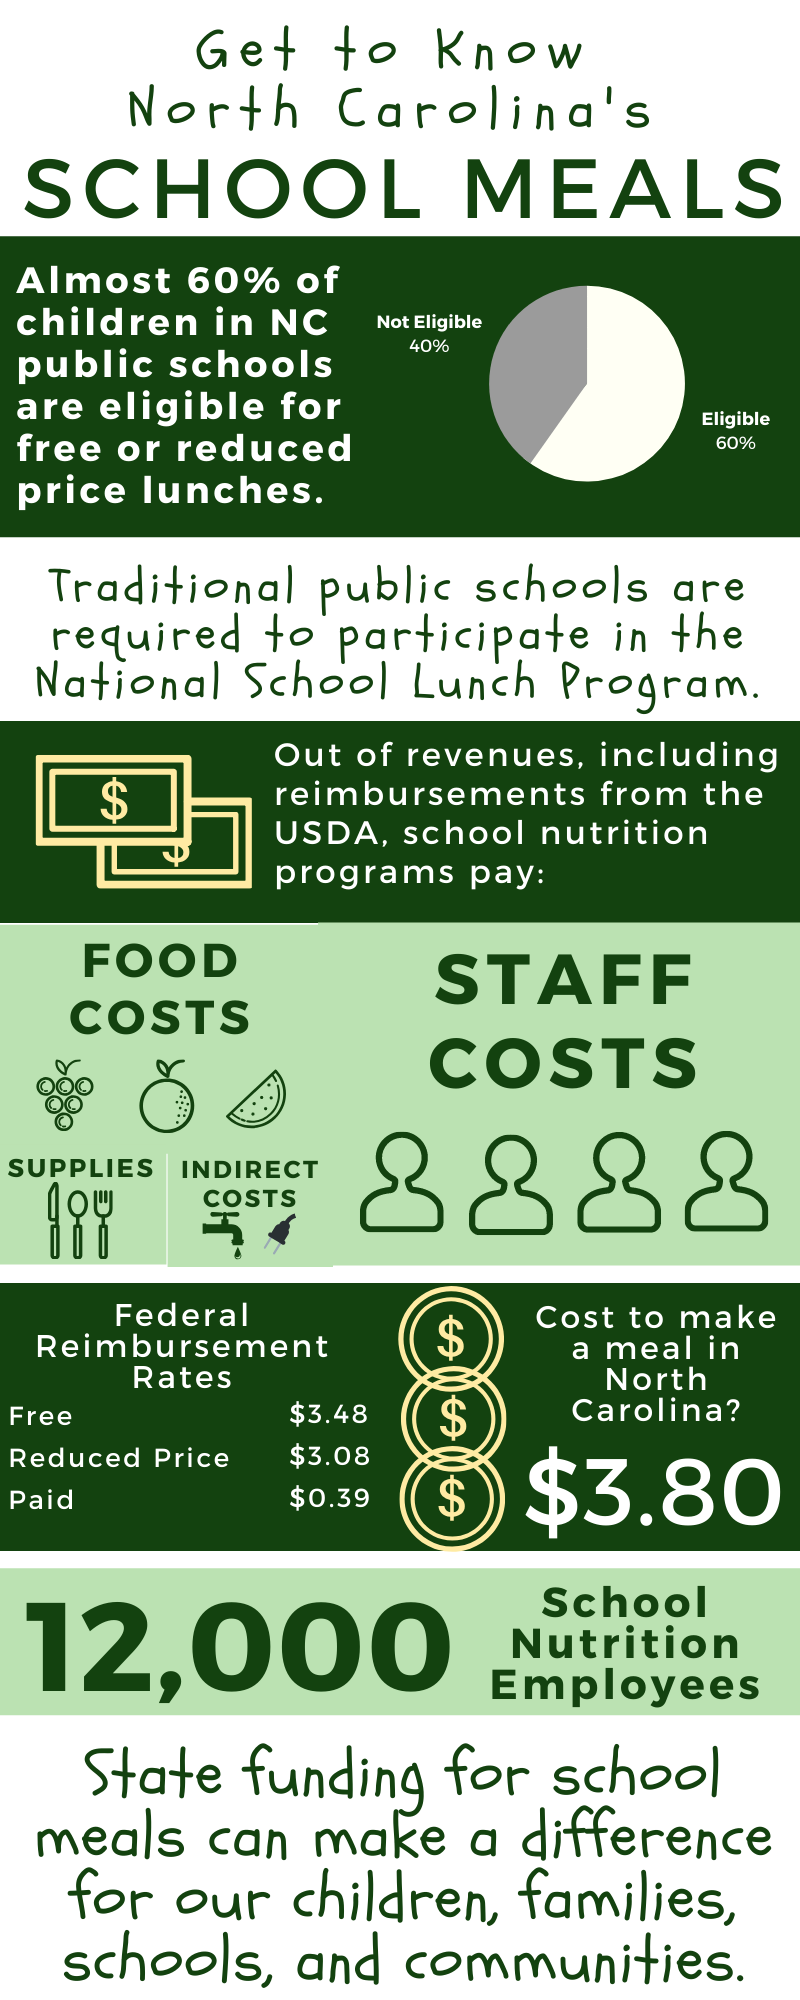 Get to Know
North Carolina's
SCHOOL MEALS
Almost 60% of
children in NC
public schools
are eligible for
free or reduced
price lunches.
Not Eligible
40%
Eligible
60%
Traditional public schools are
required to participate in the
National School Lunch Program.
$
$
Out of revenues, including
reimbursements from the
USDA, school nutrition
programs pay:
FOOD
COSTS
SUPPLIES
INDIRECT
COSTS
STAFF
COSTS
Federal
Reimbursement
Rates
Free $3.48
Reduced Price $3.08
Paid $0.39
$
$
$
Cost to make
a meal in
North
Carolina?
$3.80
12,000
School
Nutrition
Employees
State funding for school
meals can make a difference
for our children, families,
schools, and communities.